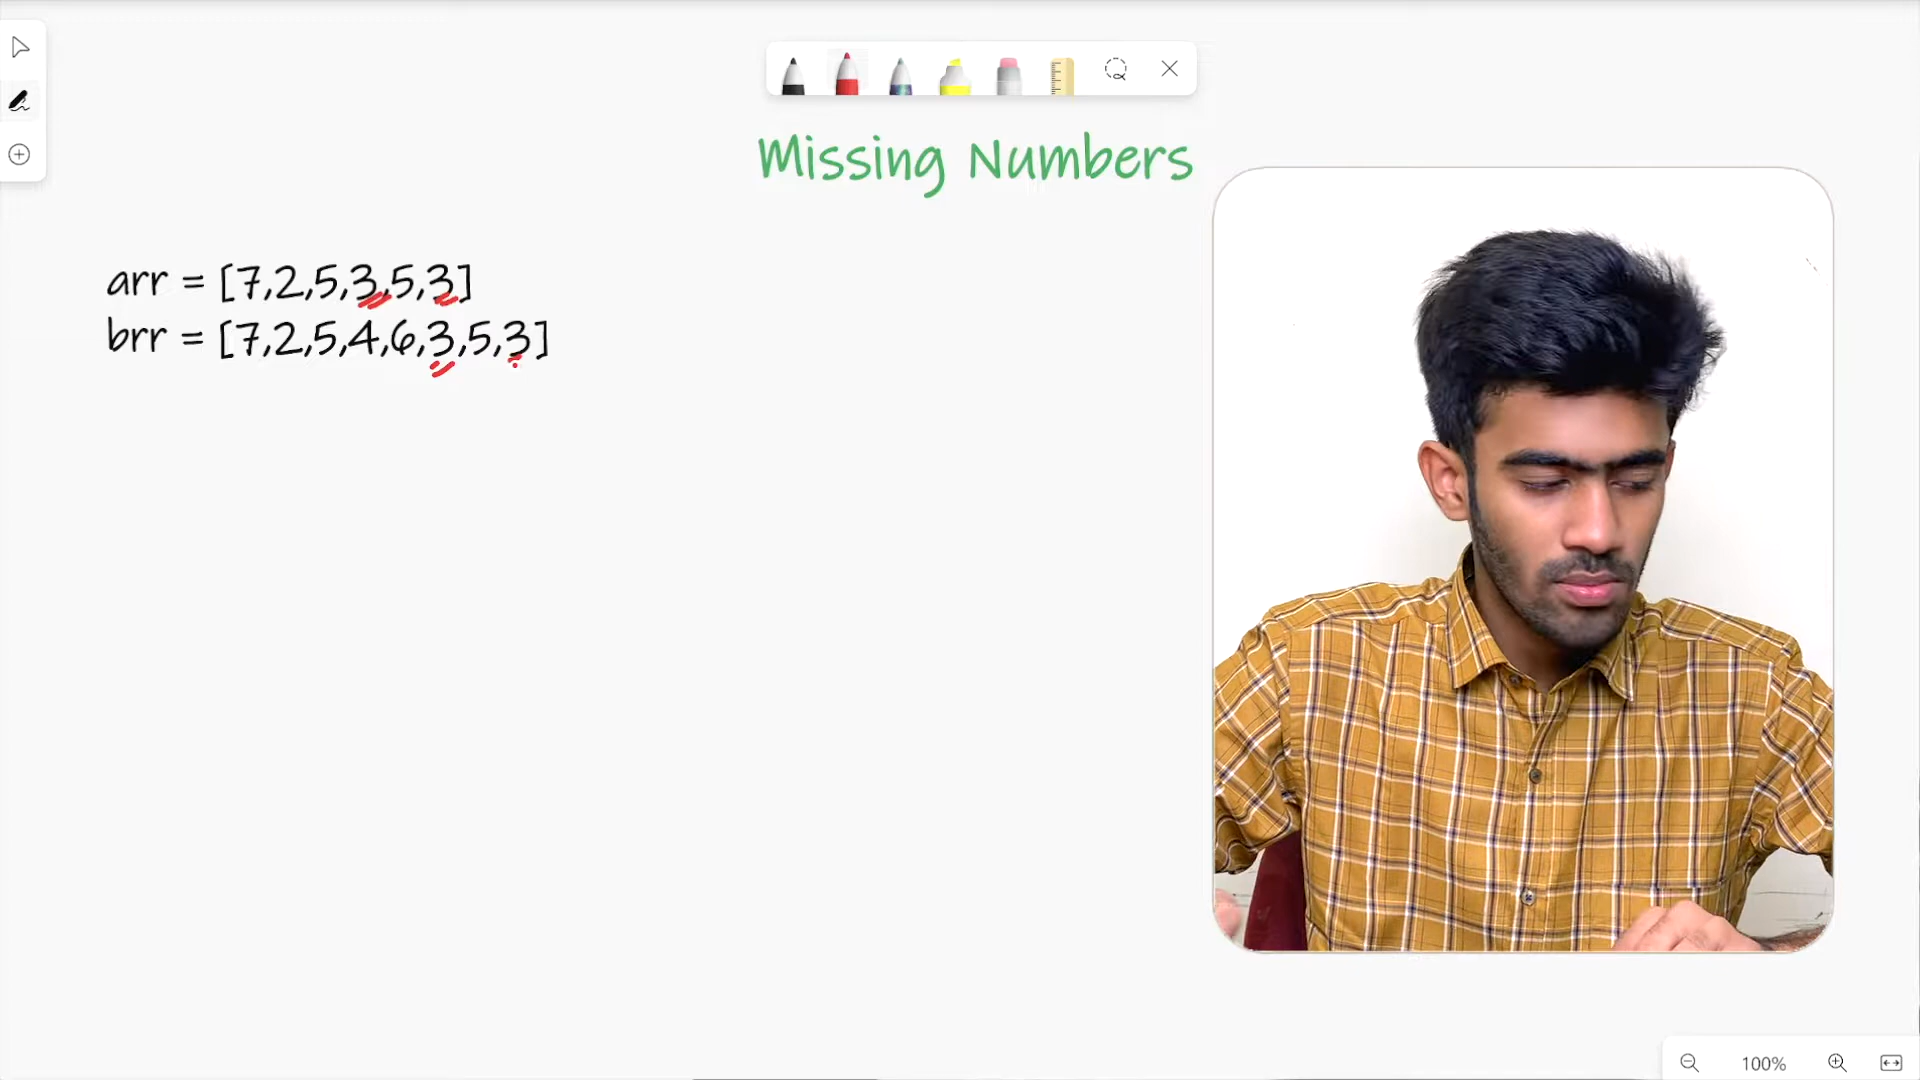 Missing Numbers
arr = [7,2,5,3,5,3]
brr = [7,2,5,4,6,3,5,3]
100%